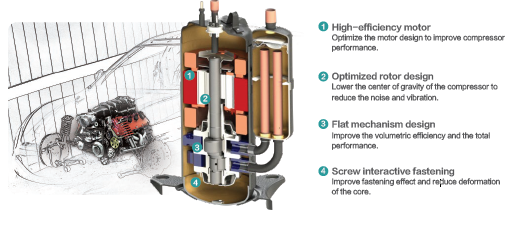 1 High-efficiency motor
Optimize the motor design to improve compressor
performance.
2 Optimized rotor design
Lower the center of gravity of the compressor to
reduce the noise and vibration.
3 Flat mechanism design
Improve the volumetric efficiency and the total
performance.
4 Screw interactive fastening
Improve fastening effect and reduce deformation
of the core.
1
2
3
4